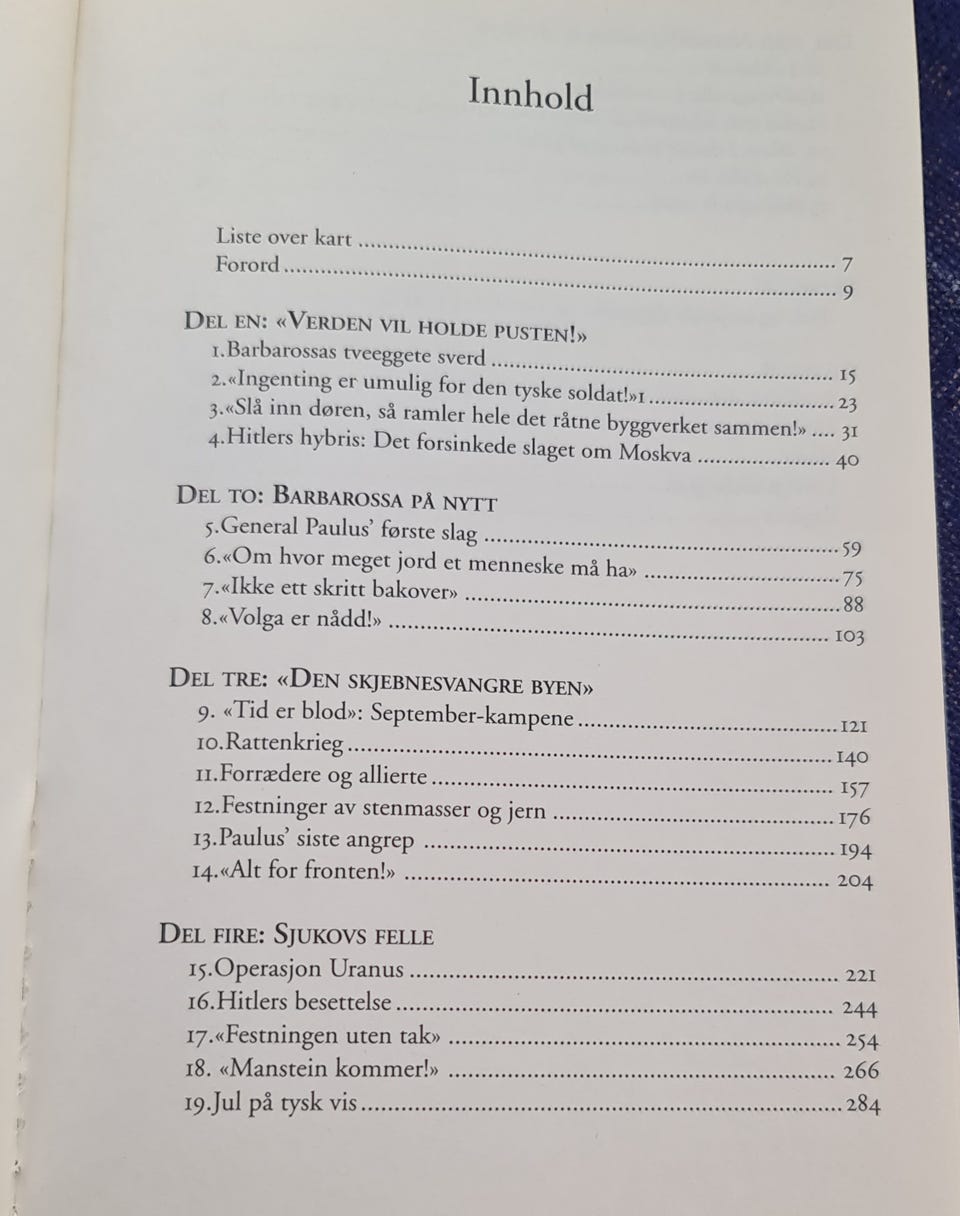 Innhold
Liste over kart ........ 7
Forord ........ 9
DEL EN: «VERDEN VIL HOLDE PUSTEN!»
1.Barbarossas tveeggete sverd ........ 15
2.«Ingenting er umulig for den tyske soldat!»1 ........ 23
3.«Slå inn døren, så ramler hele det råtne byggverket sammen!» .... 31
4.Hitlers hybris: Det forsinkede slaget om Moskva ........ 40
DEL TO: BARBAROSSA PÅ NYTT
5.General Paulus’ første slag ........ 59
6.«Om hvor meget jord et menneske må ha» ........ 75
7.«Ikke ett skritt bakover» ........ 88
8.«Volga er nådd!» ........ 103
DEL TRE: «DEN SKJEBNESVANGRE BYEN»
9. «Tid er blod»: September-kampene ........ 121
10.Rattenkrieg ........ 140
11.Forrædere og allierte ........ 157
12.Festninger av stenmasser og jern ........ 176
13.Paulus’ siste angrep ........ 194
14.«Alt for fronten!» ........ 204
DEL FIRE: SJUKOVS FELLE
15.Operasjon Uranus ........ 221
16.Hitlers besettelse ........ 244
17.«Festningen uten tak» ........ 254
18. «Manstein kommer!» ........ 266
19.Jul på tysk vis ........ 284